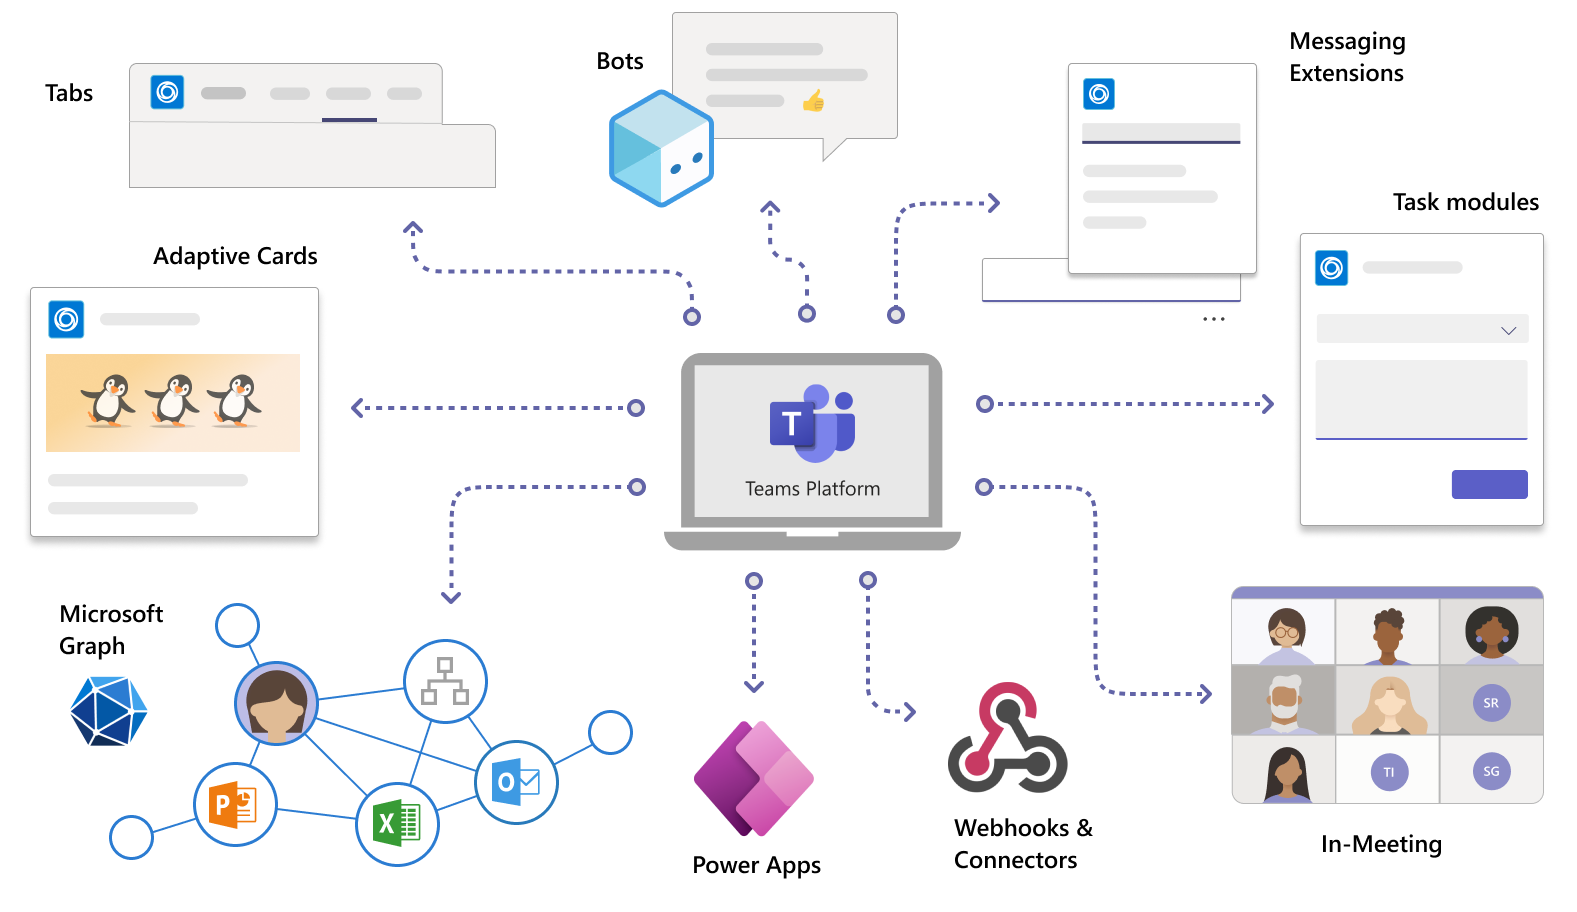 Tabs
Bots
Messaging
Extensions
Task modules
Adaptive Cards
T
Teams Platform
Microsoft
Graph
P
X
O
Power Apps
Webhooks &
Connectors
SR
TI
SG
In-Meeting